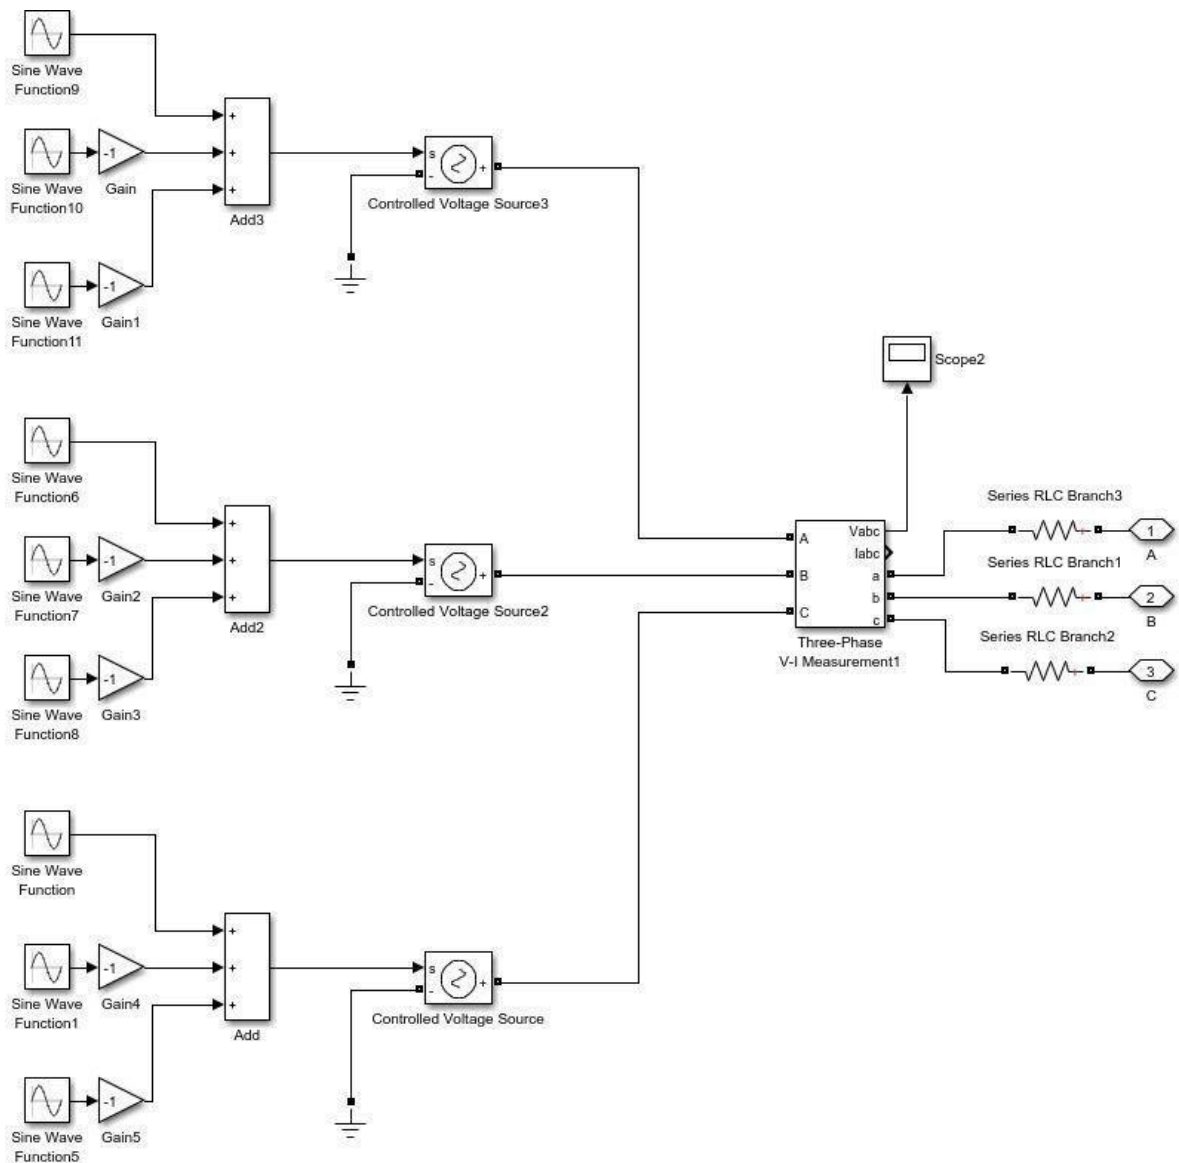 Sine Wave
Function9
+
-1
+
Sine Wave
Function10
Gain
+
Add3
s
-
+
Controlled Voltage Source3
-1
Sine Wave
Function11
Gain1
Scope2
Sine Wave
Function6
+
-1
+
Sine Wave
Function7
Gain2
+
Add2
s
-
+
Controlled Voltage Source2
-1
Sine Wave
Function8
Gain3
A
B
C
Vabc
Iabc
a
b
c
Three-Phase
V-I Measurement1
Series RLC Branch3
+
1
A
Series RLC Branch1
+
2
B
Series RLC Branch2
+
3
C
Sine Wave
Function
+
-1
+
Sine Wave
Function1
Gain4
+
Add
s
-
+
Controlled Voltage Source
-1
Sine Wave
Function5
Gain5